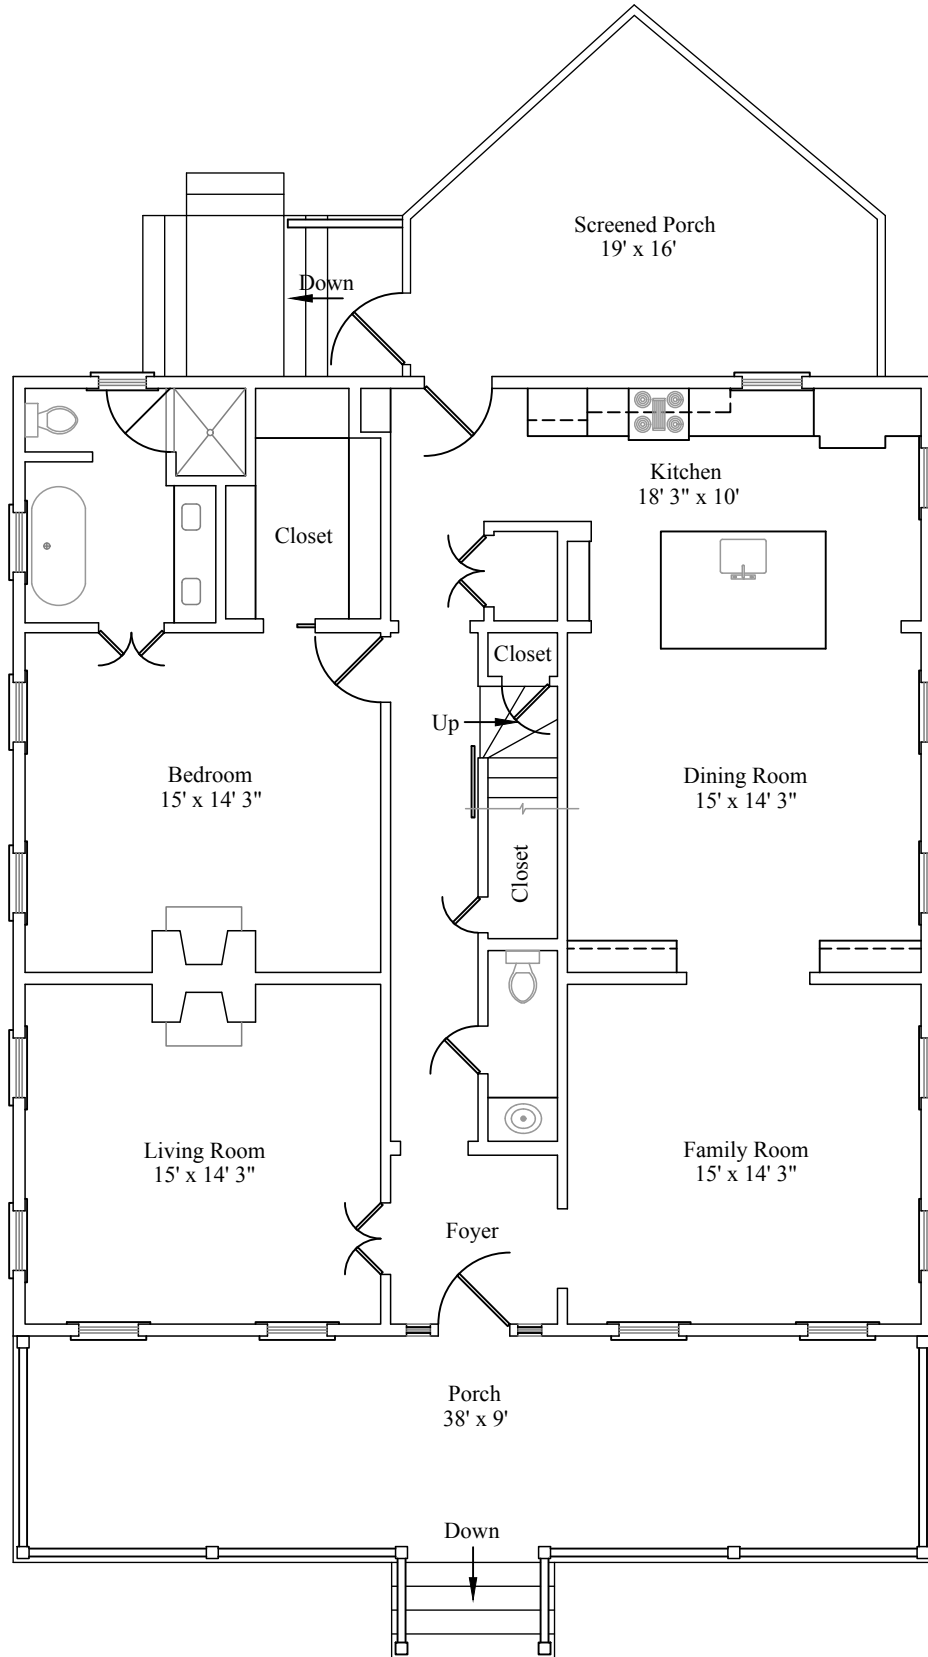 Screened Porch
19' x 16'
Down
Kitchen
18' 3" x 10'
Closet
Closet
Up
Bedroom
15' x 14' 3"
Dining Room
15' x 14' 3"
Closet
Living Room
15' x 14' 3"
Family Room
15' x 14' 3"
Foyer
Porch
38' x 9'
Down